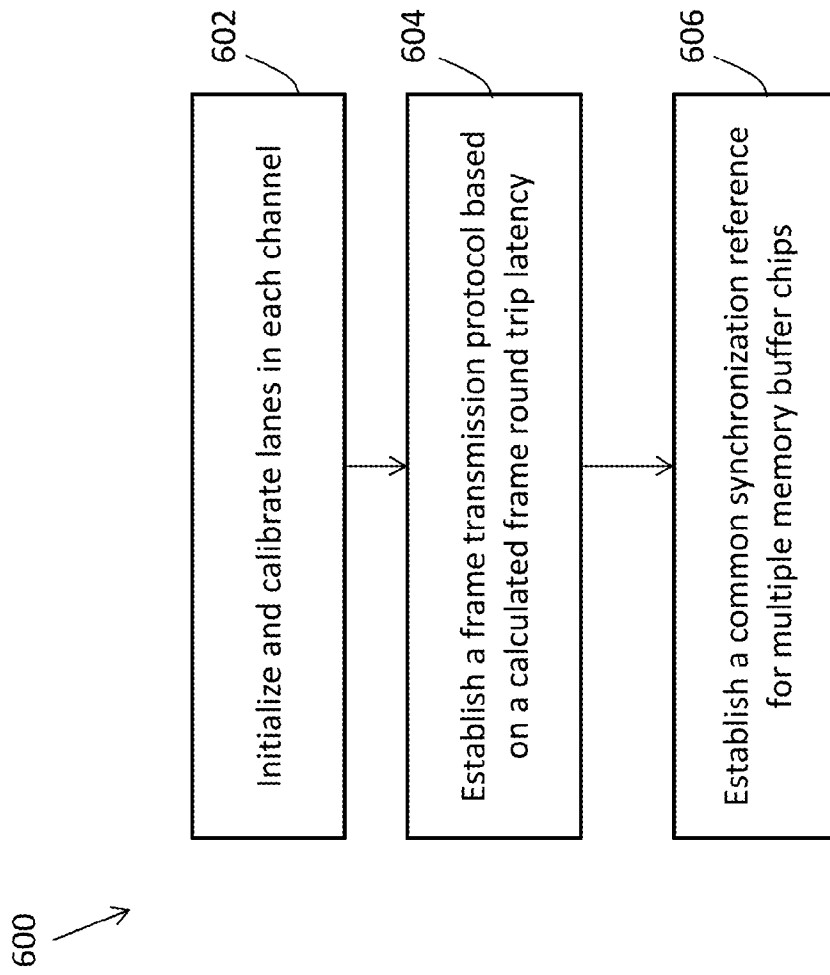 600
602
Initialize and calibrate lanes in each channel
604
Establish a frame transmission protocol based
on a calculated frame round trip latency
606
Establish a common synchronization reference
for multiple memory buffer chips